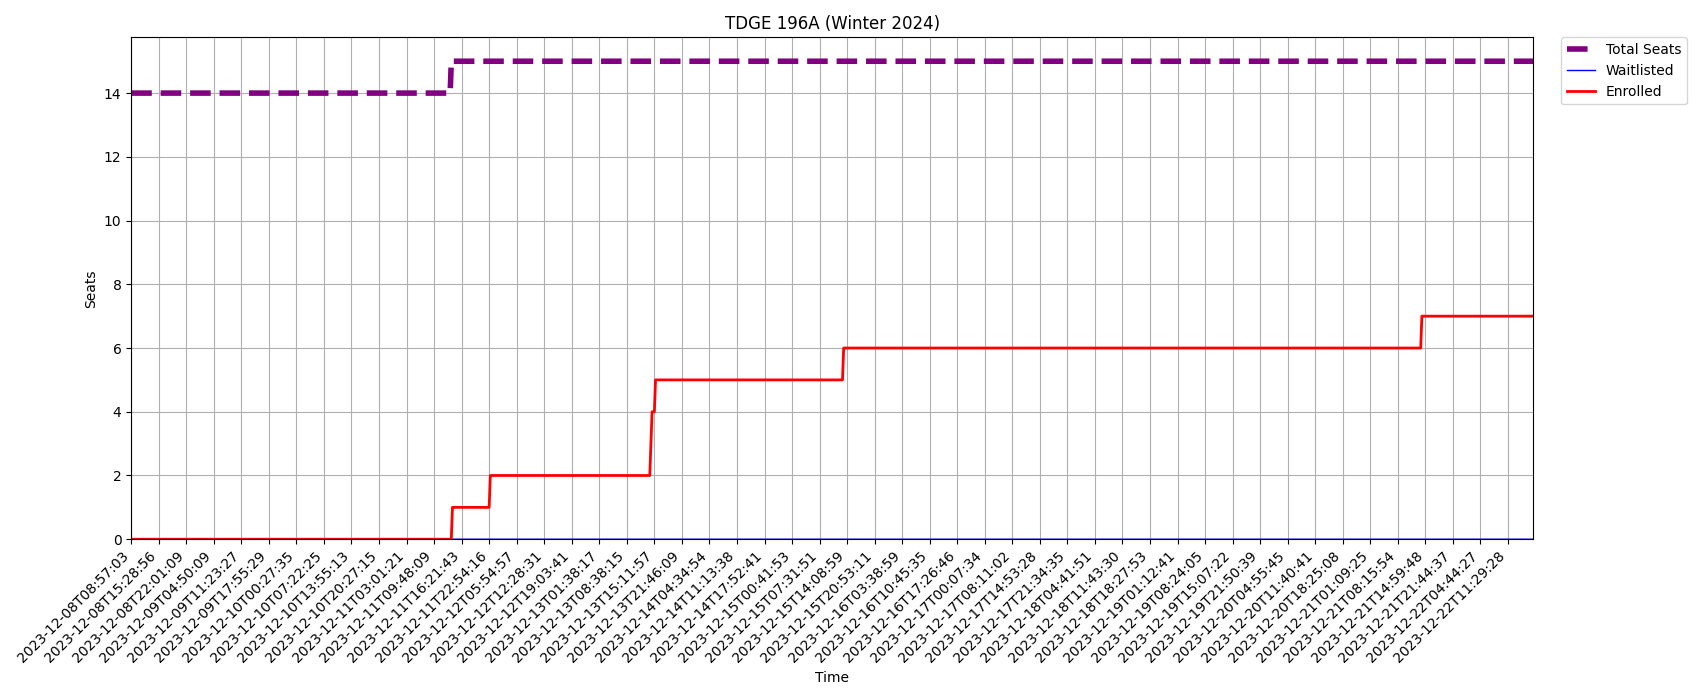 TDGE 196A (Winter 2024)
Total Seats
Waitlisted
Enrolled
14
12
10
8
6
4
2
0
Seats
2023-12-08T08:57:03
2023-12-08T15:28:56
2023-12-08T22:01:09
2023-12-09T04:50:09
2023-12-09T11:23:27
2023-12-09T17:55:29
2023-12-10T00:27:35
2023-12-10T07:22:25
2023-12-10T13:55:13
2023-12-10T20:27:15
2023-12-11T03:01:21
2023-12-11T09:48:09
2023-12-11T16:21:43
2023-12-11T22:54:16
2023-12-12T05:54:57
2023-12-12T12:28:31
2023-12-12T19:03:41
2023-12-13T01:38:17
2023-12-13T08:38:15
2023-12-13T15:11:57
2023-12-13T21:46:09
2023-12-14T04:34:54
2023-12-14T11:13:38
2023-12-14T17:52:41
2023-12-15T00:41:53
2023-12-15T07:31:51
2023-12-15T14:08:59
2023-12-15T20:53:11
2023-12-16T03:38:59
2023-12-16T10:45:35
2023-12-16T17:26:46
2023-12-17T00:07:34
2023-12-17T08:11:02
2023-12-17T14:53:28
2023-12-17T21:34:35
2023-12-18T04:41:51
2023-12-18T11:43:30
2023-12-18T18:27:53
2023-12-19T01:12:41
2023-12-19T08:24:05
2023-12-19T15:07:22
2023-12-19T21:50:39
2023-12-20T04:55:45
2023-12-20T11:40:41
2023-12-20T18:25:08
2023-12-21T01:09:25
2023-12-21T08:15:54
2023-12-21T14:59:48
2023-12-21T21:44:37
2023-12-22T04:44:27
2023-12-22T11:29:28
Time